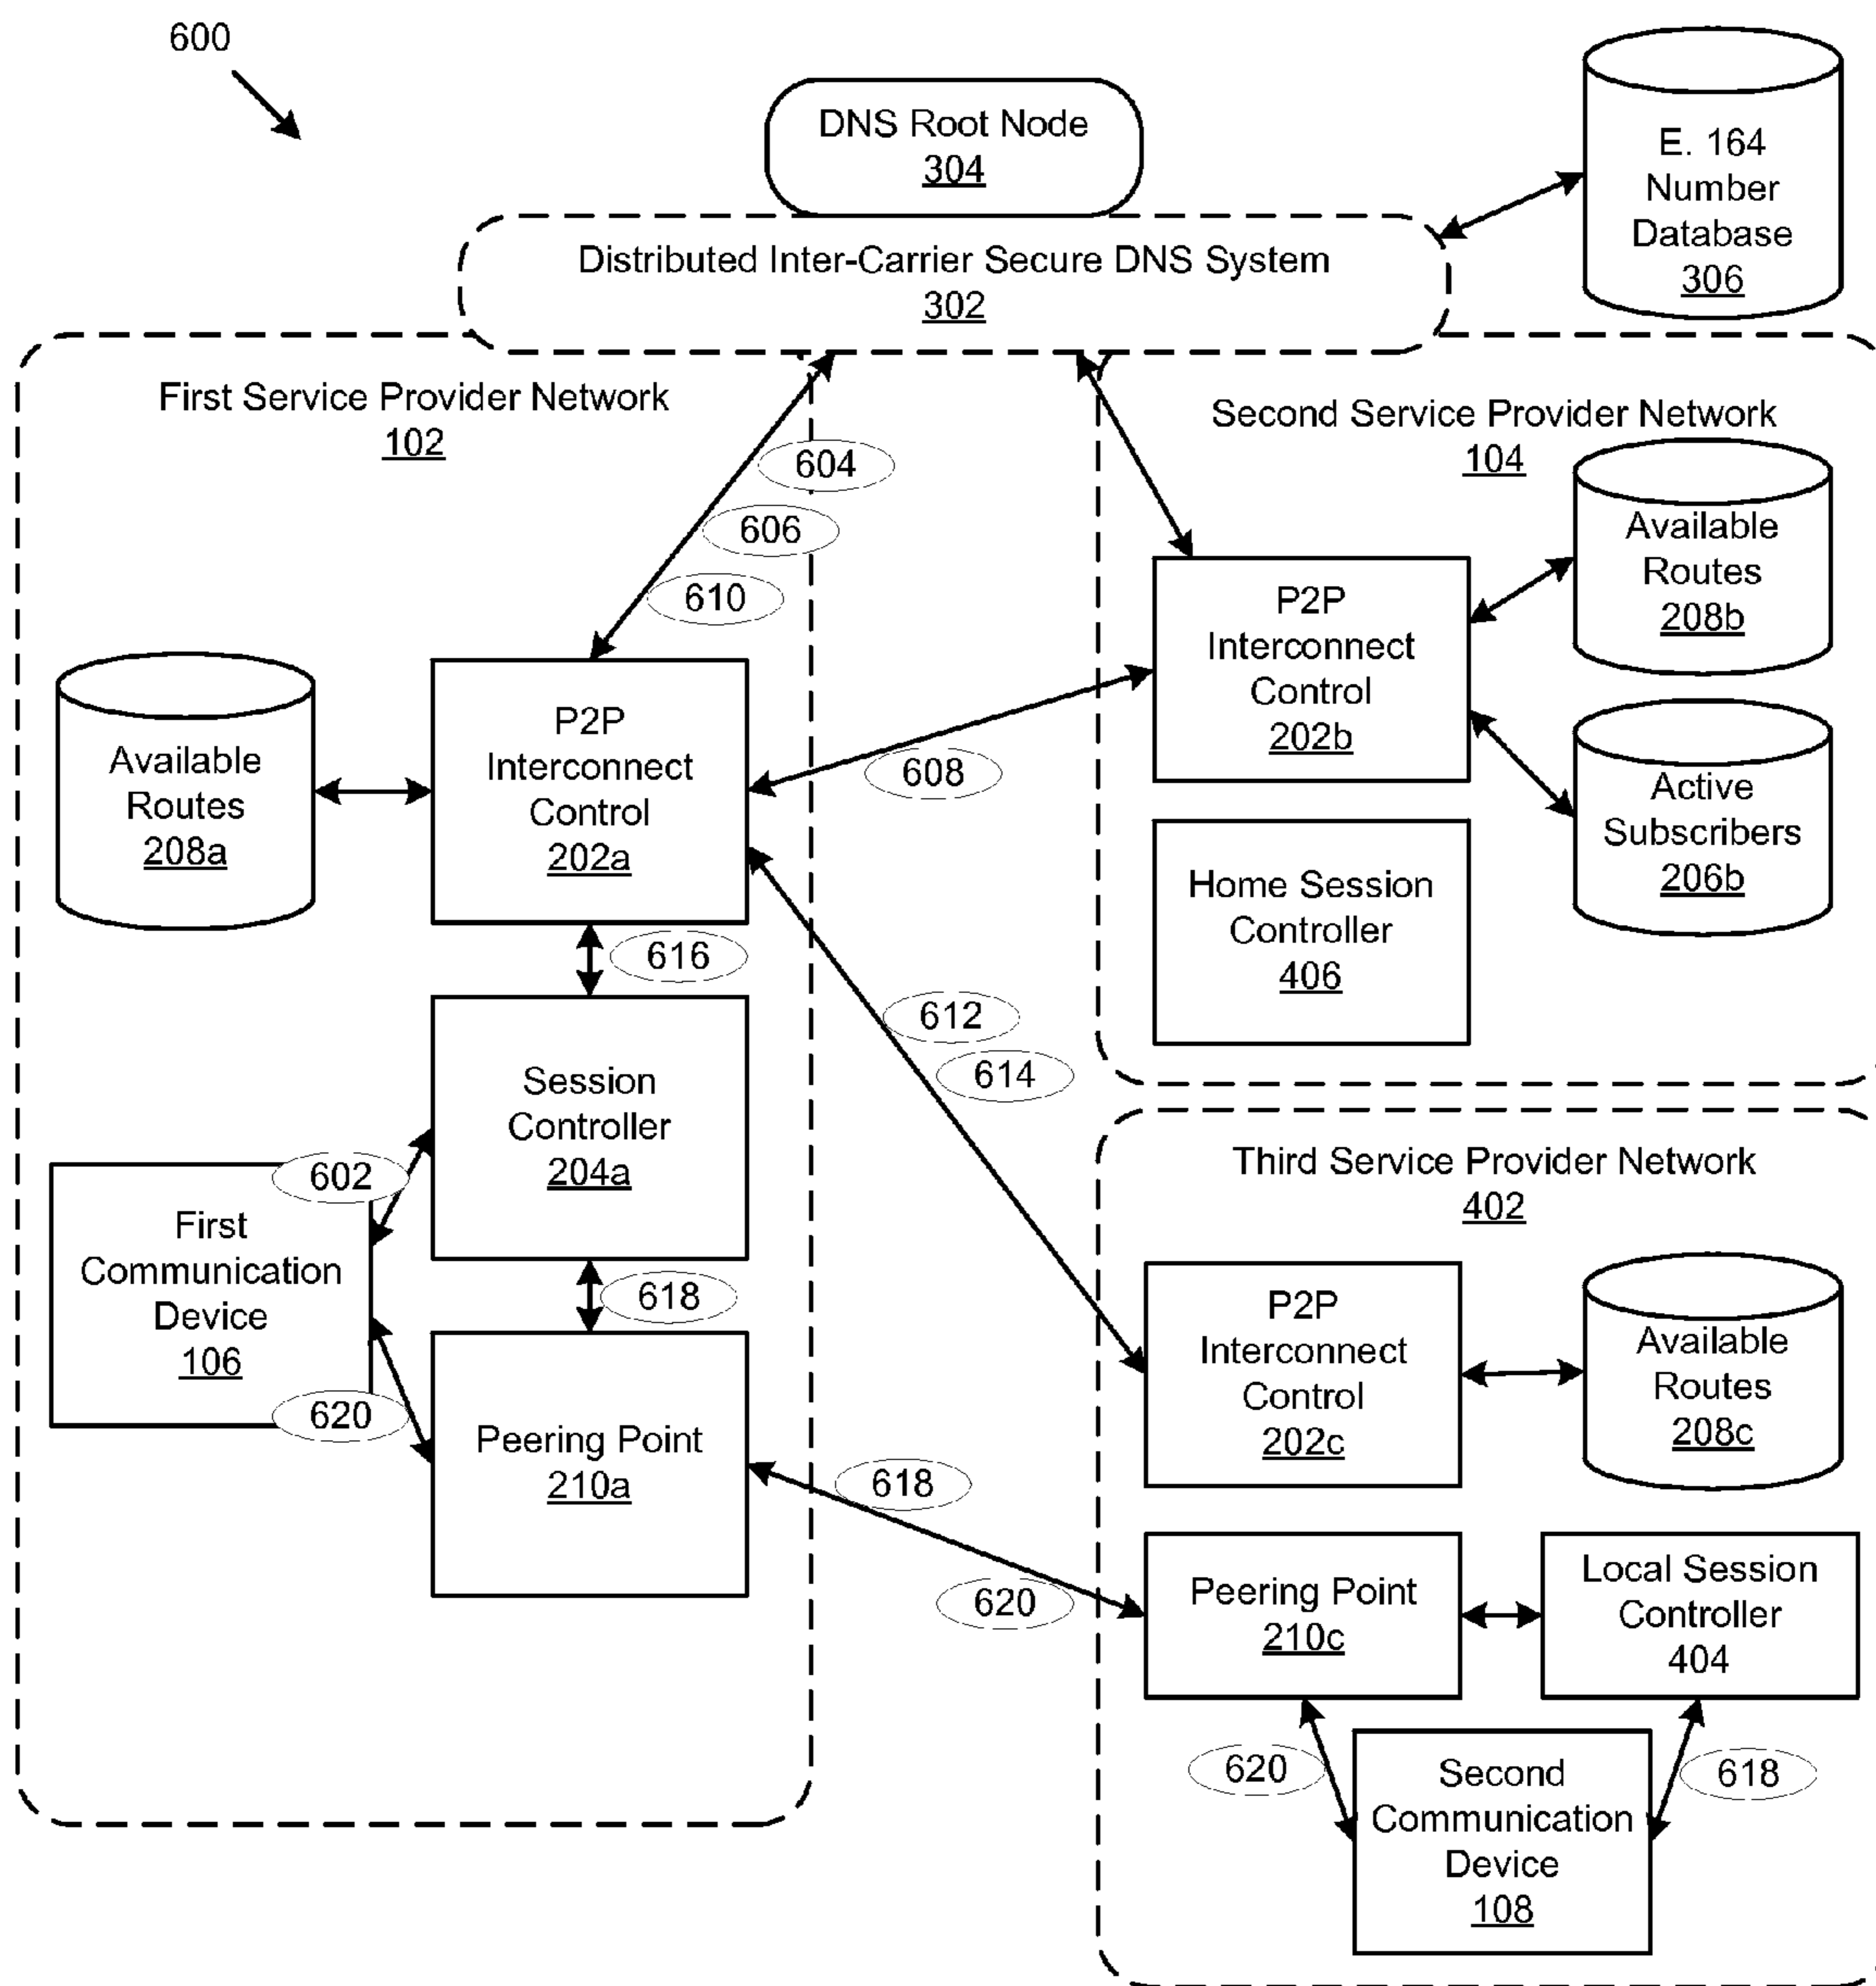 600
DNS Root Node
304
E. 164
Number
Database
306
Distributed Inter-Carrier Secure DNS System
302
First Service Provider Network
102
Second Service Provider Network
104
604
606
610
Available
Routes
208b
P2P
Interconnect
Control
202b
P2P
Interconnect
Control
202a
Available
Routes
208a
608
Active
Subscribers
206b
Home Session
Controller
406
616
612
614
Session
Controller
204a
602
First
Communication
Device
106
618
620
Peering Point
210a
Third Service Provider Network
402
P2P
Interconnect
Control
202c
Available
Routes
208c
618
620
Peering Point
210c
Local Session
Controller
404
620
618
Second
Communication
Device
108